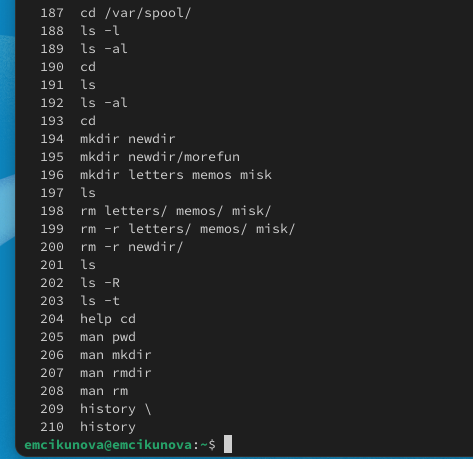 187 cd /var/spool/
188 ls -l
189 ls -al
190 cd
191 ls
192 ls -al
193 cd
194 mkdir newdir
195 mkdir newdir/morefun
196 mkdir letters memos misk
197 ls
198 rm letters/ memos/ misk/
199 rm -r letters/ memos/ misk/
200 rm -r newdir/
201 ls
202 ls -R
203 ls -t
204 help cd
205 man pwd
206 man mkdir
207 man rmdir
208 man rm
209 history \
210 history
emcikunova@emcikunova:~$